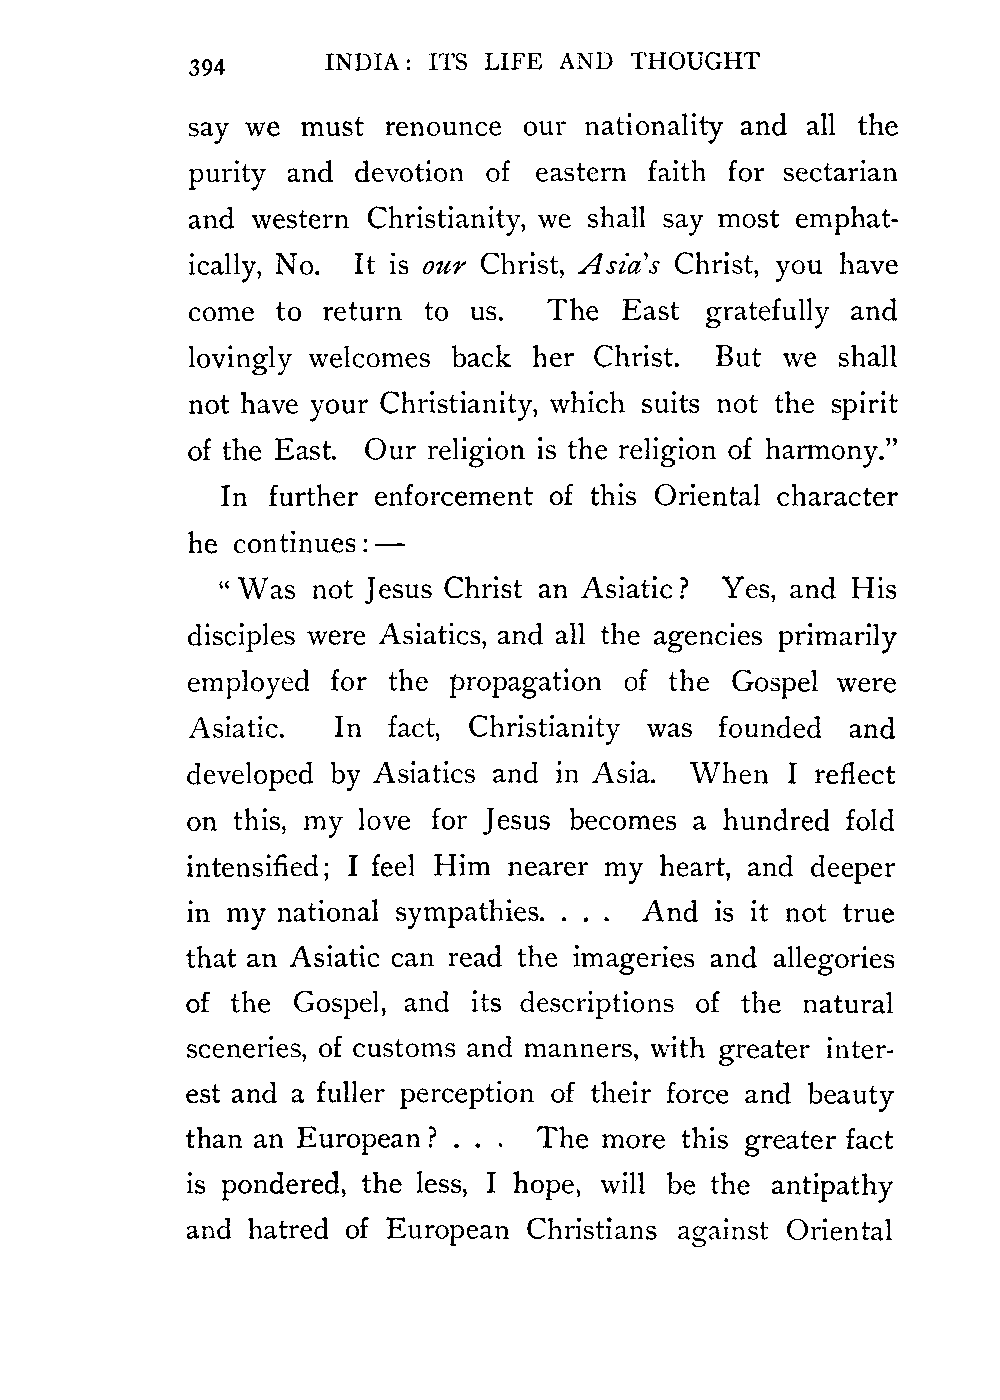 394 INDIA: ITS LIFE AND THOUGHT
say we must renounce our nationality and all the
purity and devotion of eastern faith for sectarian
and western Christianity, we shall say most emphat-
ically, No. It is our Christ, Asia's Christ, you have
come to return to us. The East gratefully and
lovingly welcomes back her Christ. But we shall
not have your Christianity, which suits not the spirit
of the East. Our religion is the religion of harmony."
In further enforcement of this Oriental character
he continues: —
"Was not Jesus Christ an Asiatic? Yes, and His
disciples were Asiatics, and all the agencies primarily
employed for the propagation of the Gospel were
Asiatic. In fact, Christianity was founded and
developed by Asiatics and in Asia. When I reflect
on this, my love for Jesus becomes a hundred fold
intensified; I feel Him nearer my heart, and deeper
in my national sympathies. . . . And is it not true
that an Asiatic can read the imageries and allegories
of the Gospel, and its descriptions of the natural
sceneries, of customs and manners, with greater inter-
est and a fuller perception of their force and beauty
than an European? . . . The more this greater fact
is pondered, the less, I hope, will be the antipathy
and hatred of European Christians against Oriental